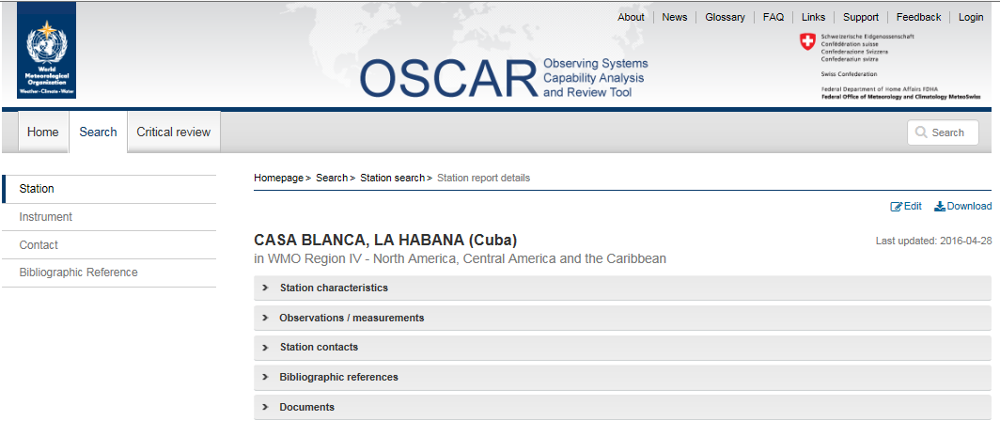 World
Meteorological
Organization
Weather · Climate · Water
About
News
Glossary
FAQ
Links
Support
Feedback
Login
OSCAR
Observing Systems
Capability Analysis
and Review Tool
Schweizerische Eidgenossenschaft
Confédération suisse
Confederazione Svizzera
Confederaziun svizra
Swiss Confederation
Federal Department of Home Affairs FDHA
Federal Office of Meteorology and Climatology MeteoSwiss
Home
Search
Critical review
Search
Station
Instrument
Contact
Bibliographic Reference
Homepage > Search > Station search > Station report details
Edit
Download
CASA BLANCA, LA HABANA (Cuba)
Last updated: 2016-04-28
in WMO Region IV - North America, Central America and the Caribbean
Station characteristics
Observations / measurements
Station contacts
Bibliographic references
Documents